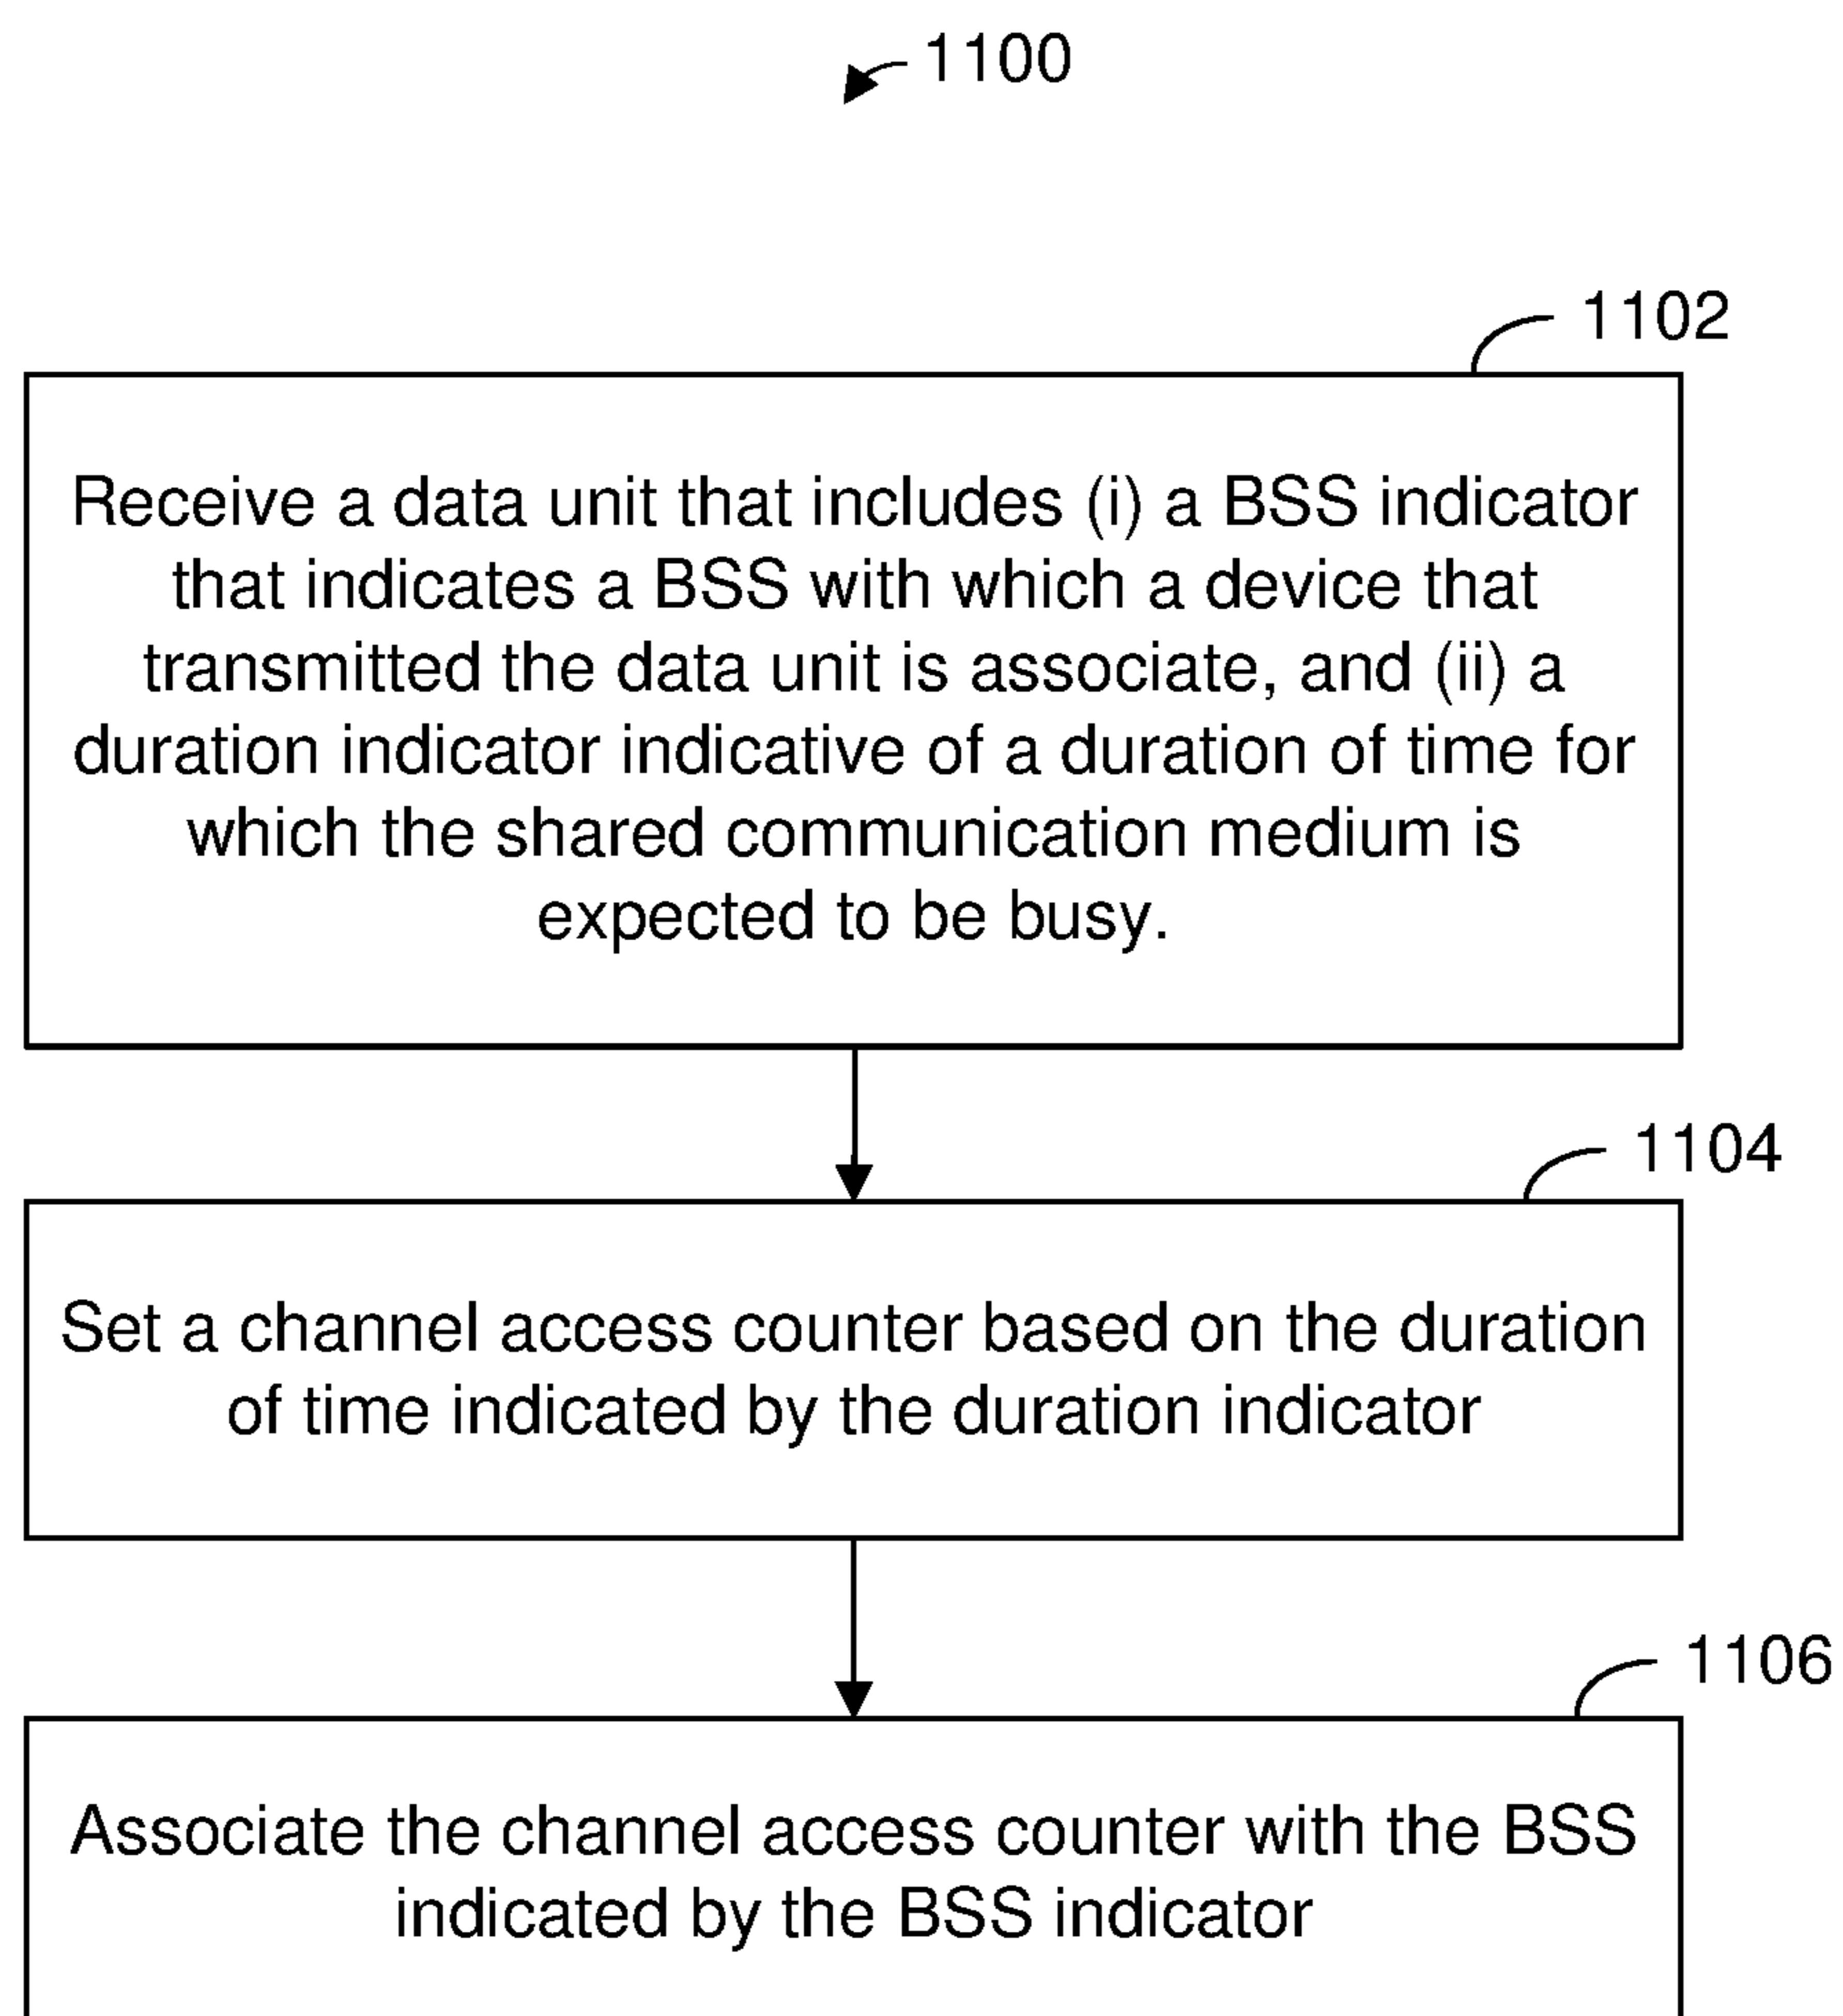 1100
1102
Receive a data unit that includes (i) a BSS indicator
that indicates a BSS with which a device that
transmitted the data unit is associate, and (ii) a
duration indicator indicative of a duration of time for
which the shared communication medium is
expected to be busy.
1104
Set a channel access counter based on the duration
of time indicated by the duration indicator
1106
Associate the channel access counter with the BSS
indicated by the BSS indicator